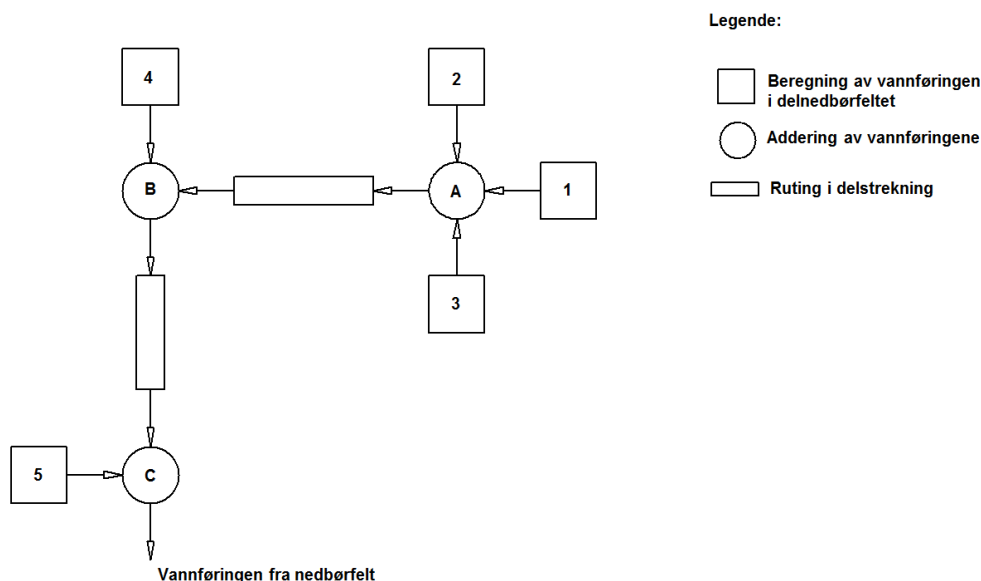 Legende:
4
2
Beregning av vannføringen
i delnedbørfeltet
Addering av vannføringene
B
A
1
Ruting i delstrekning
3
5
C
Vannføringen fra nedbørfelt